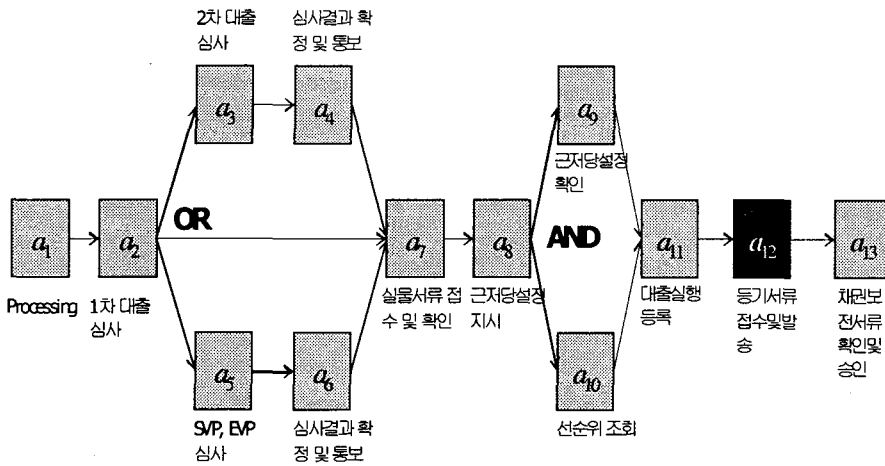 2차 대출
심사
심사결과 확
정 및 통보
a3
a4
a9
근저당설정
확인
OR
AND
a1
a2
a7
a8
a11
a12
a13
Processing
1차 대출
심사
실물서류 접
수 및 확인
근저당설정
지시
대출실행
등록
등기서류
접수및발
송
채권보
전서류
확인및
승인
a5
a6
a10
SVP, EVP
심사
심사결과 확
정 및 통보
선순위 조회